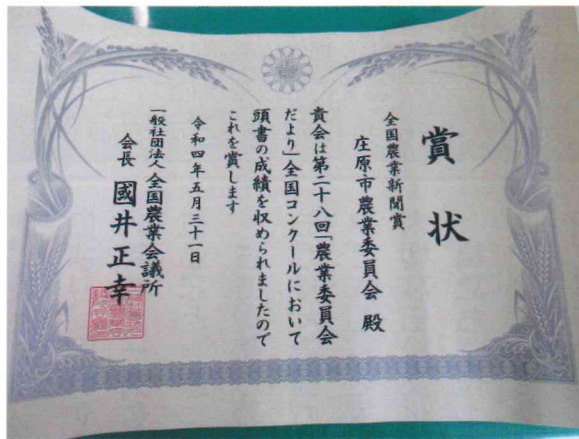 賞状
全国農業新聞賞
庄原市農業委員会 殿
貴会は第二十八回「農業委員会
だより」全国コンクールにおいて
頭書の成績を収められましたので
これを賞します
令和四年五月三十一日
一般社団法人 全国農業会議所
会長 國井正幸